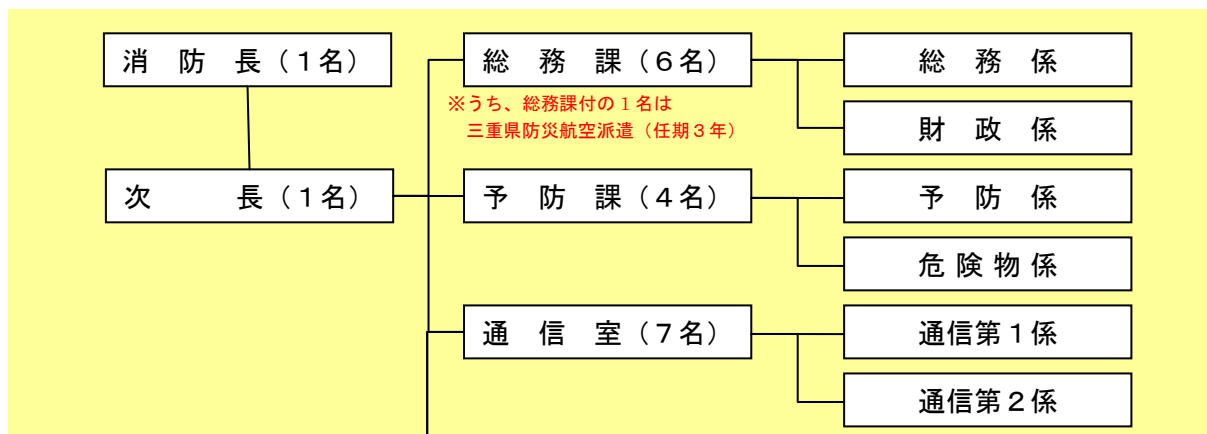 消防長（１名）
総務課（６名）
総務係
※うち、総務課付の１名は
三重県防災航空派遣（任期３年）
財政係
次長（１名）
予防課（４名）
予防係
危険物係
通信室（７名）
通信第１係
通信第２係